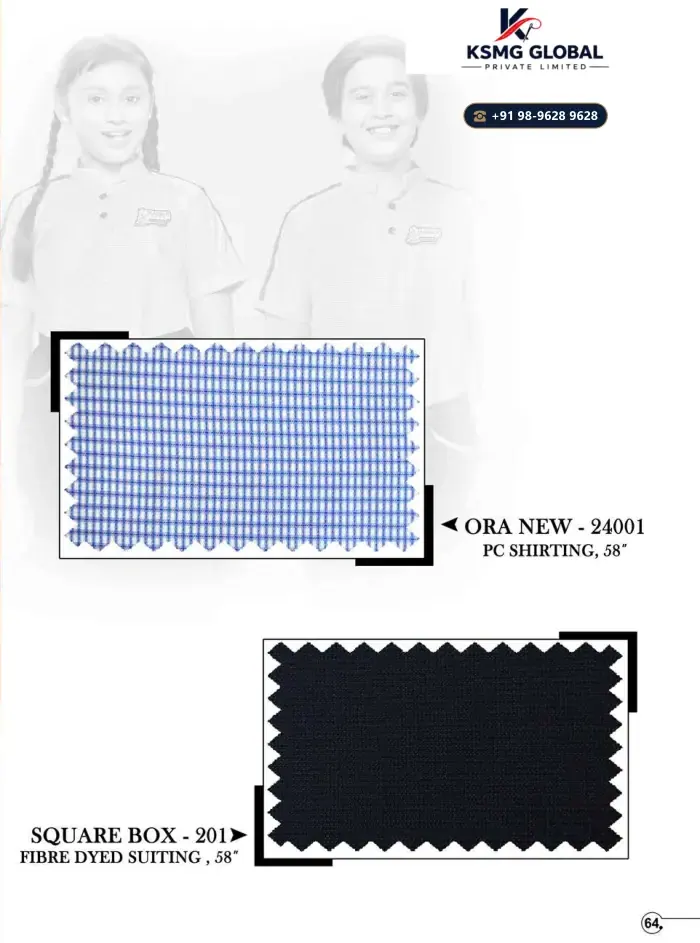 KSMG GLOBAL
PRIVATE LIMITED
+91 98-9628 9628
ORA NEW - 24001
PC SHIRTING, 58"
SQUARE BOX - 201
FIBRE DYED SUITING , 58"
64